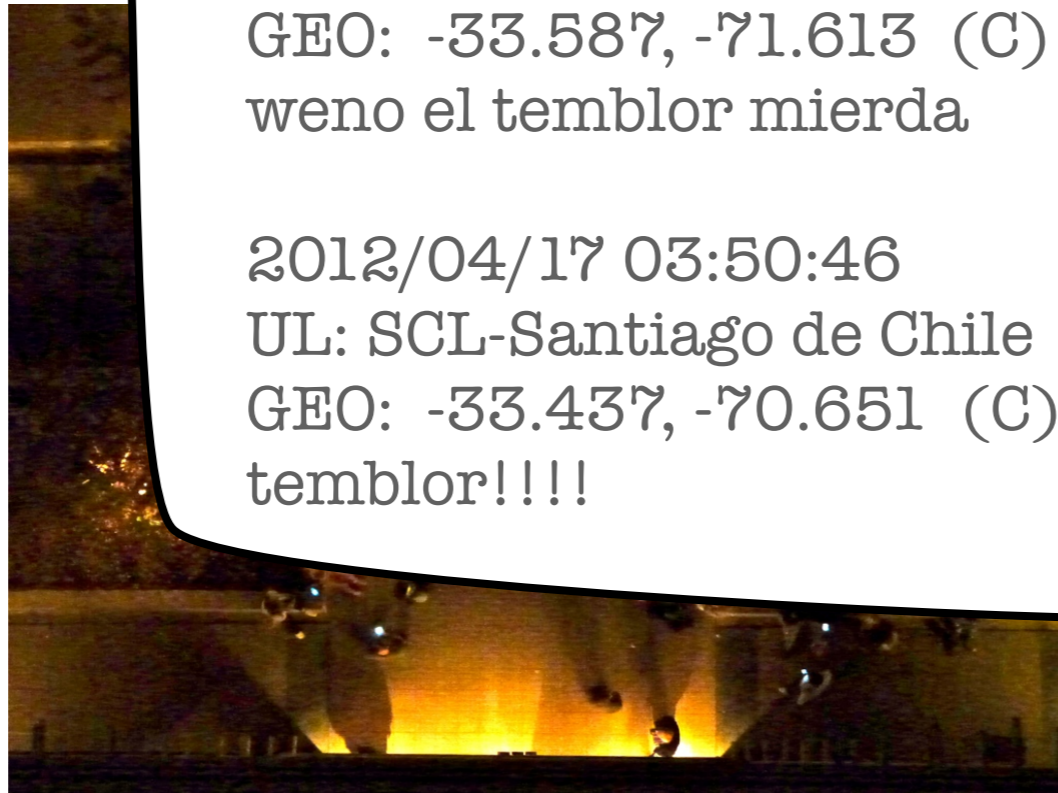 GEO: -33.587, -71.613 (C)
weno el temblor mierda
2012/04/17 03:50:46
UL: SCL-Santiago de Chile
GEO: -33.437, -70.651 (C)
temblor!!!!